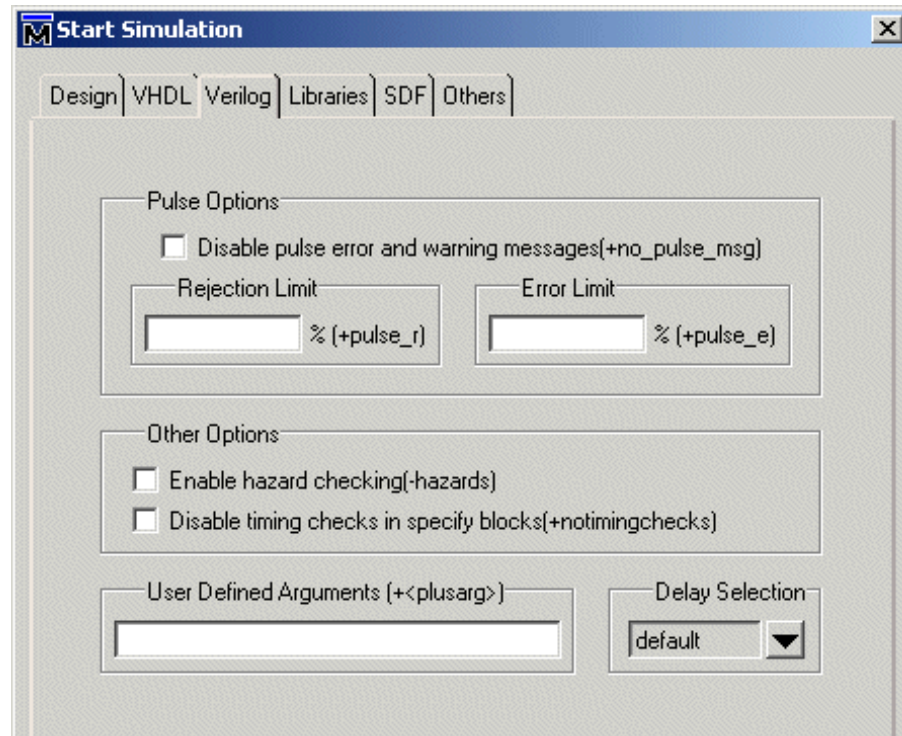 Start Simulation
Design VHDL Verilog Libraries SDF Others
Pulse Options
Disable pulse error and warning messages(+no_pulse_msg)
Rejection Limit Error Limit
% (+pulse_r) % (+pulse_e)
Other Options
Enable hazard checking(-hazards)
Disable timing checks in specify blocks(+notimingchecks)
User Defined Arguments (+<plusarg>) Delay Selection
default